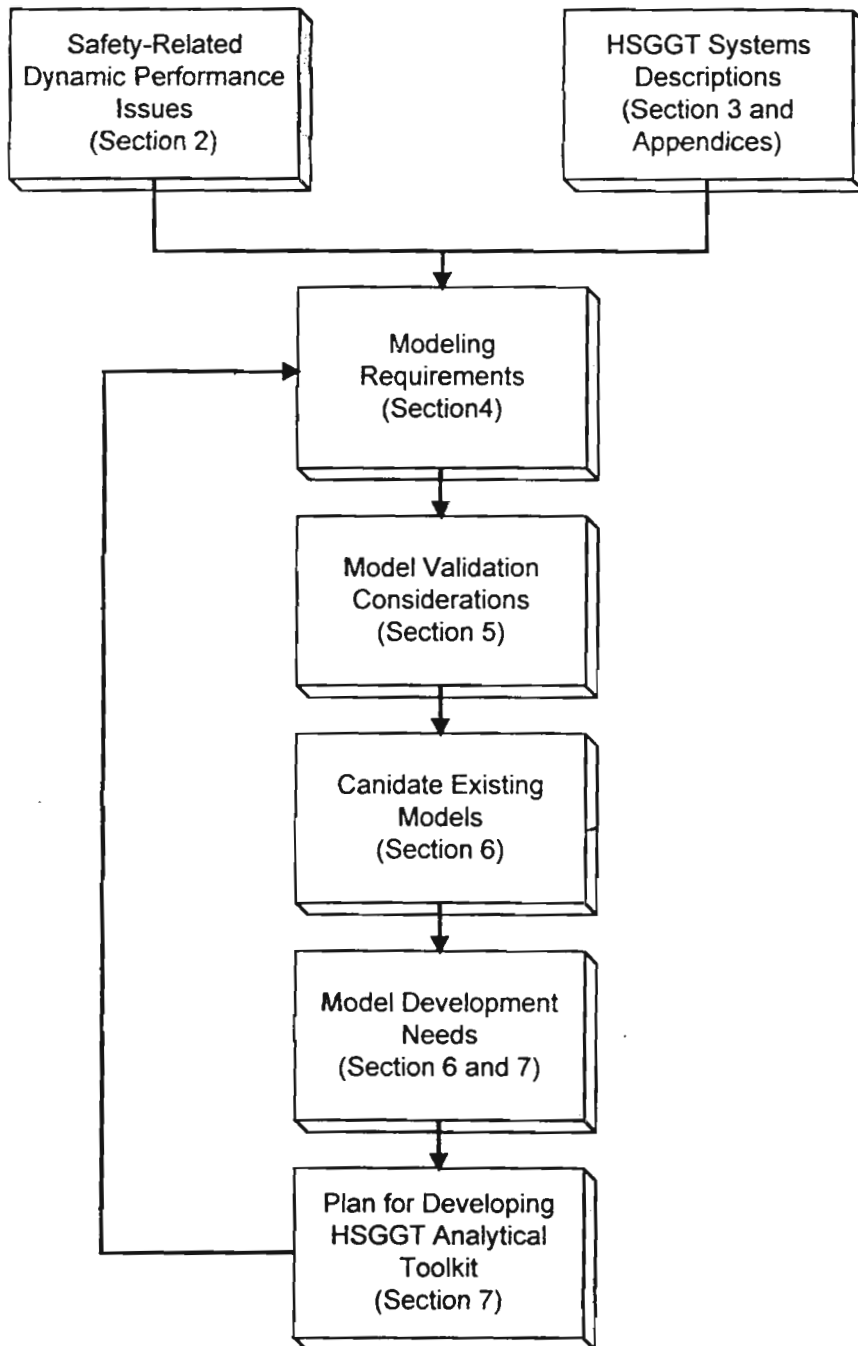 Safety-Related
Dynamic Performance
Issues
(Section 2)
HSGGT Systems
Descriptions
(Section 3 and
Appendices)
Modeling
Requirements
(Section4)
Model Validation
Considerations
(Section 5)
Canidate Existing
Models
(Section 6)
Model Development
Needs
(Section 6 and 7)
Plan for Developing
HSGGT Analytical
Toolkit
(Section 7)